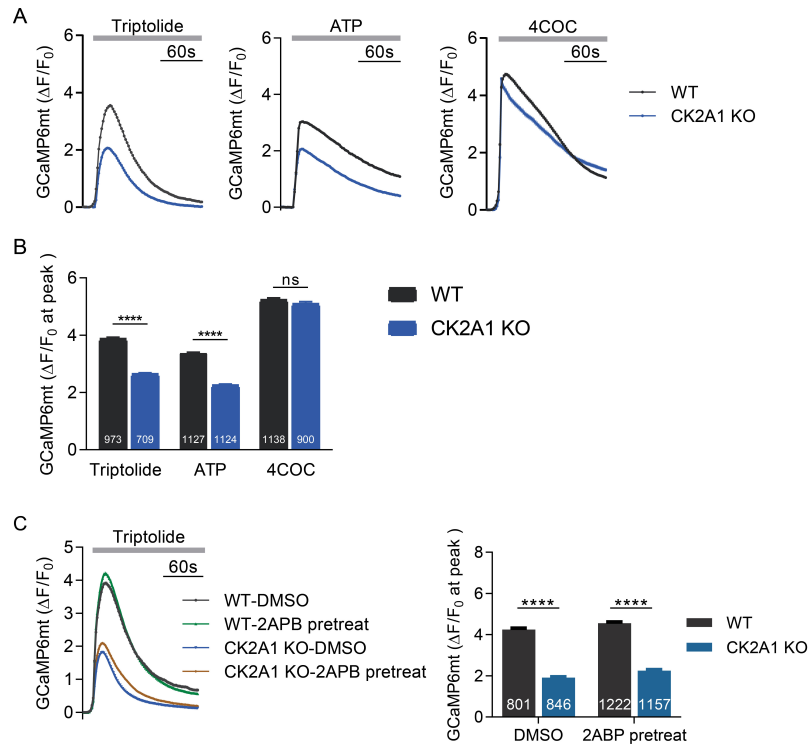 A
Triptolide
60s
GCaMP6mt (ΔF/F0)
6
4
2
0
ATP
60s
GCaMP6mt (ΔF/F0)
6
4
2
0
4COC
60s
GCaMP6mt (ΔF/F0)
6
4
2
0
WT
CK2A1 KO
B
GCaMP6mt (ΔF/F0 at peak )
6
4
2
0
****
****
ns
973
709
1127
1124
1138
900
Triptolide
ATP
4COC
WT
CK2A1 KO
C
Triptolide
60s
GCaMP6mt (ΔF/F0)
5
4
3
2
1
0
WT-DMSO
WT-2APB pretreat
CK2A1 KO-DMSO
CK2A1 KO-2APB pretreat
GCaMP6mt (ΔF/F0 at peak )
8
6
4
2
0
****
****
801
846
1222
1157
DMSO
2ABP pretreat
WT
CK2A1 KO